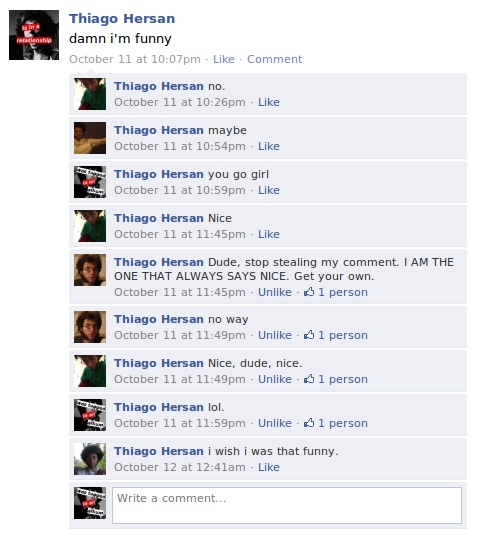 is in a
relationship
Thiago Hersan
damn i'm funny
October 11 at 10:07pm · Like · Comment
Thiago Hersan no.
October 11 at 10:26pm · Like
Thiago Hersan maybe
October 11 at 10:54pm · Like
Thiago Hersan you go girl
October 11 at 10:59pm · Like
Thiago Hersan Nice
October 11 at 11:45pm · Like
Thiago Hersan Dude, stop stealing my comment. I AM THE
ONE THAT ALWAYS SAYS NICE. Get your own.
October 11 at 11:45pm · Unlike · 1 person
Thiago Hersan no way
October 11 at 11:49pm · Unlike · 1 person
Thiago Hersan Nice, dude, nice.
October 11 at 11:49pm · Unlike · 1 person
Thiago Hersan lol.
October 11 at 11:59pm · Unlike · 1 person
Thiago Hersan i wish i was that funny.
October 12 at 12:41am · Like
Write a comment...